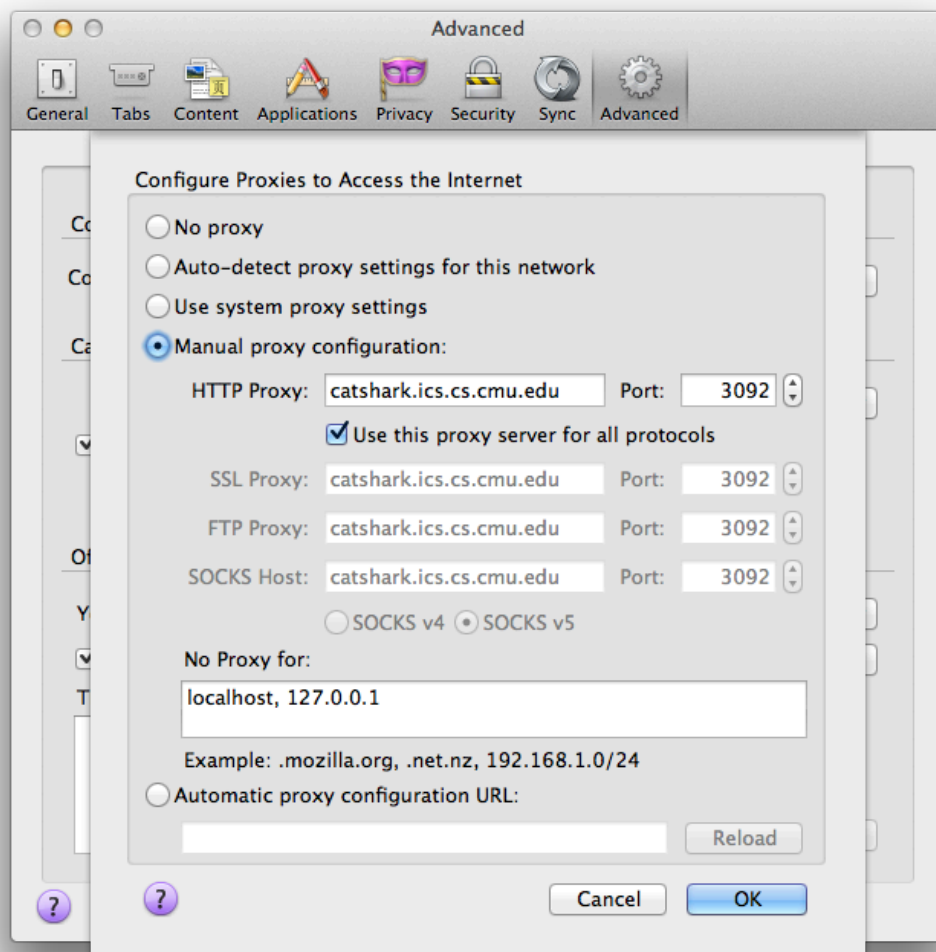 Advanced
General Tabs Content Applications Privacy Security Sync Advanced
Configure Proxies to Access the Internet
No proxy
Auto-detect proxy settings for this network
Use system proxy settings
Manual proxy configuration:
HTTP Proxy: catshark.ics.cs.cmu.edu Port: 3092
Use this proxy server for all protocols
SSL Proxy: catshark.ics.cs.cmu.edu Port: 3092
FTP Proxy: catshark.ics.cs.cmu.edu Port: 3092
SOCKS Host: catshark.ics.cs.cmu.edu Port: 3092
SOCKS v4 SOCKS v5
No Proxy for:
localhost, 127.0.0.1
Example: .mozilla.org, .net.nz, 192.168.1.0/24
Automatic proxy configuration URL:
Reload
? ? Cancel OK